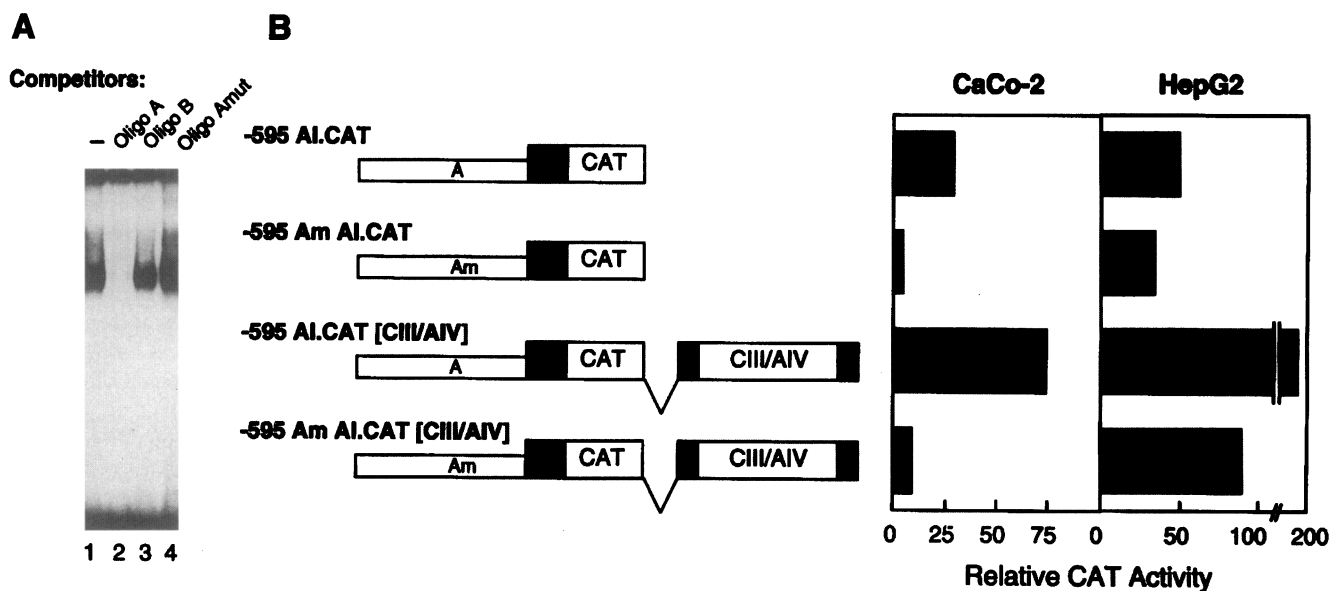 A
B
Competitors:
–
Oligo A
Oligo B
Oligo Amut
1 2 3 4
CaCo-2
HepG2
-595 AI.CAT
A
CAT
-595 Am AI.CAT
Am
CAT
-595 AI.CAT [CIII/AIV]
A
CAT
CIII/AIV
-595 Am AI.CAT [CIII/AIV]
Am
CAT
CIII/AIV
0 25 50 75 0 50 100 200
Relative CAT Activity